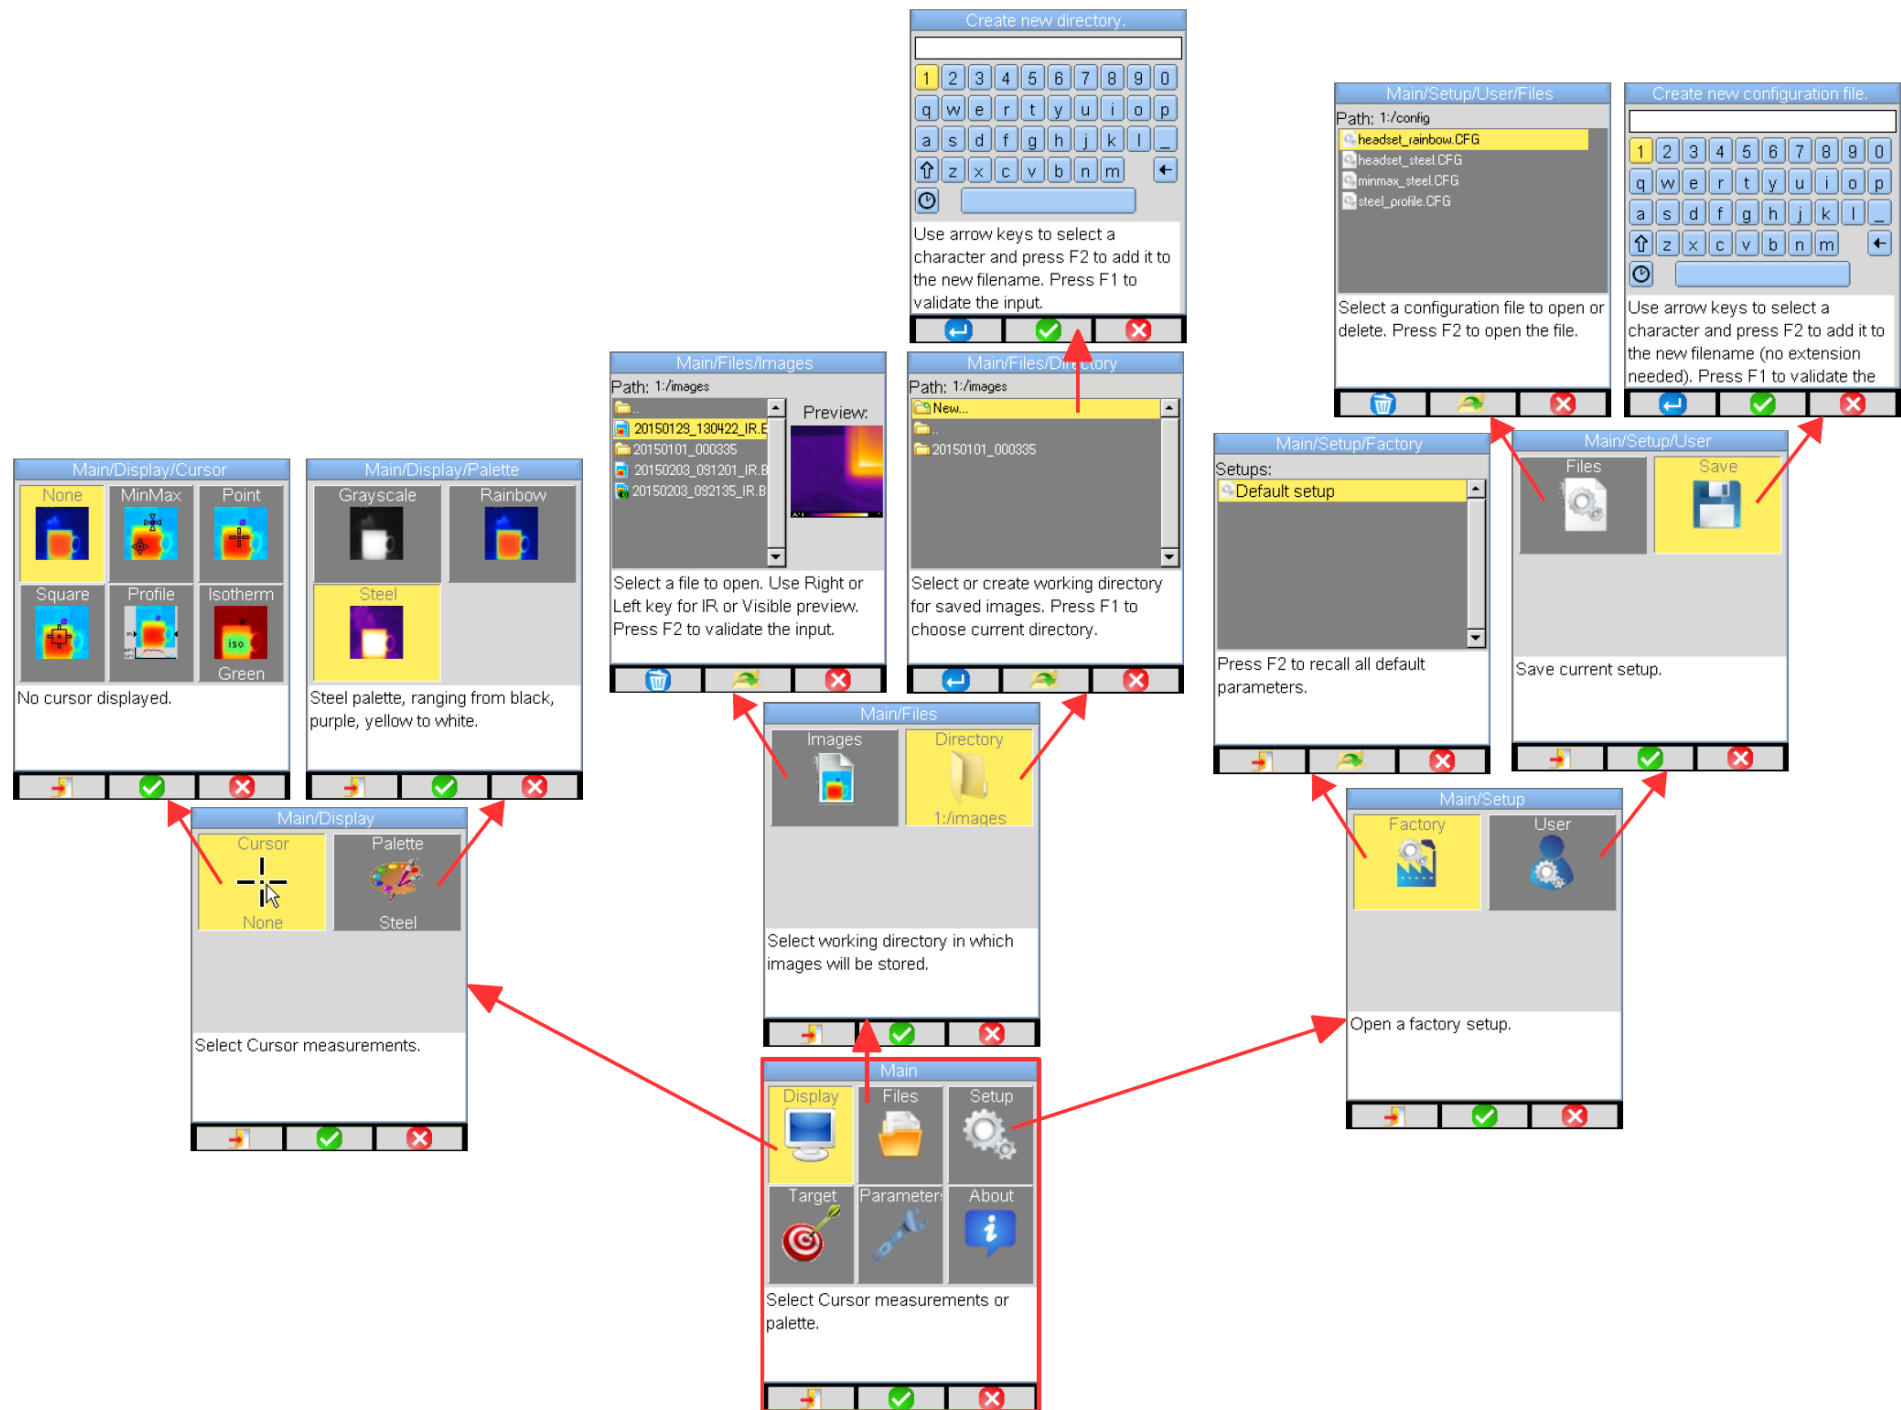 Create new directory.
1 2 3 4 5 6 7 8 9 0
q w e r t y u i o p
a s d f g h j k l _
z x c v b n m
Use arrow keys to select a
character and press F2 to add it to
the new filename. Press F1 to
validate the input.
Main/Setup/User/Files
Path: 1:/config
headset_rainbow.CFG
headset_steel.CFG
minmax_steel.CFG
steel_profile.CFG
Select a configuration file to open or
delete. Press F2 to open the file.
Create new configuration file.
1 2 3 4 5 6 7 8 9 0
q w e r t y u i o p
a s d f g h j k l _
z x c v b n m
Use arrow keys to select a
character and press F2 to add it to
the new filename (no extension
needed). Press F1 to validate the
Main/Files/Images
Path: 1:/images
..
20150123_130422_IR.B
20150101_000335
20150203_091201_IR.B
20150203_092135_IR.B
Preview:
Select a file to open. Use Right or
Left key for IR or Visible preview.
Press F2 to validate the input.
Main/Files/Directory
Path: 1:/images
New...
..
20150101_000335
Select or create working directory
for saved images. Press F1 to
choose current directory.
Main/Setup/Factory
Setups:
Default setup
Press F2 to recall all default
parameters.
Main/Setup/User
Files Save
Save current setup.
Main/Display/Cursor
None MinMax Point
Square Profile Isotherm
iso
Green
No cursor displayed.
Main/Display/Palette
Grayscale Rainbow
Steel
Steel palette, ranging from black,
purple, yellow to white.
Main/Files
Images Directory
1:/images
Select working directory in which
images will be stored.
Main/Setup
Factory User
Open a factory setup.
Main/Display
Cursor Palette
None Steel
Select Cursor measurements.
Main
Display Files Setup
Target Parameters About
Select Cursor measurements or
palette.